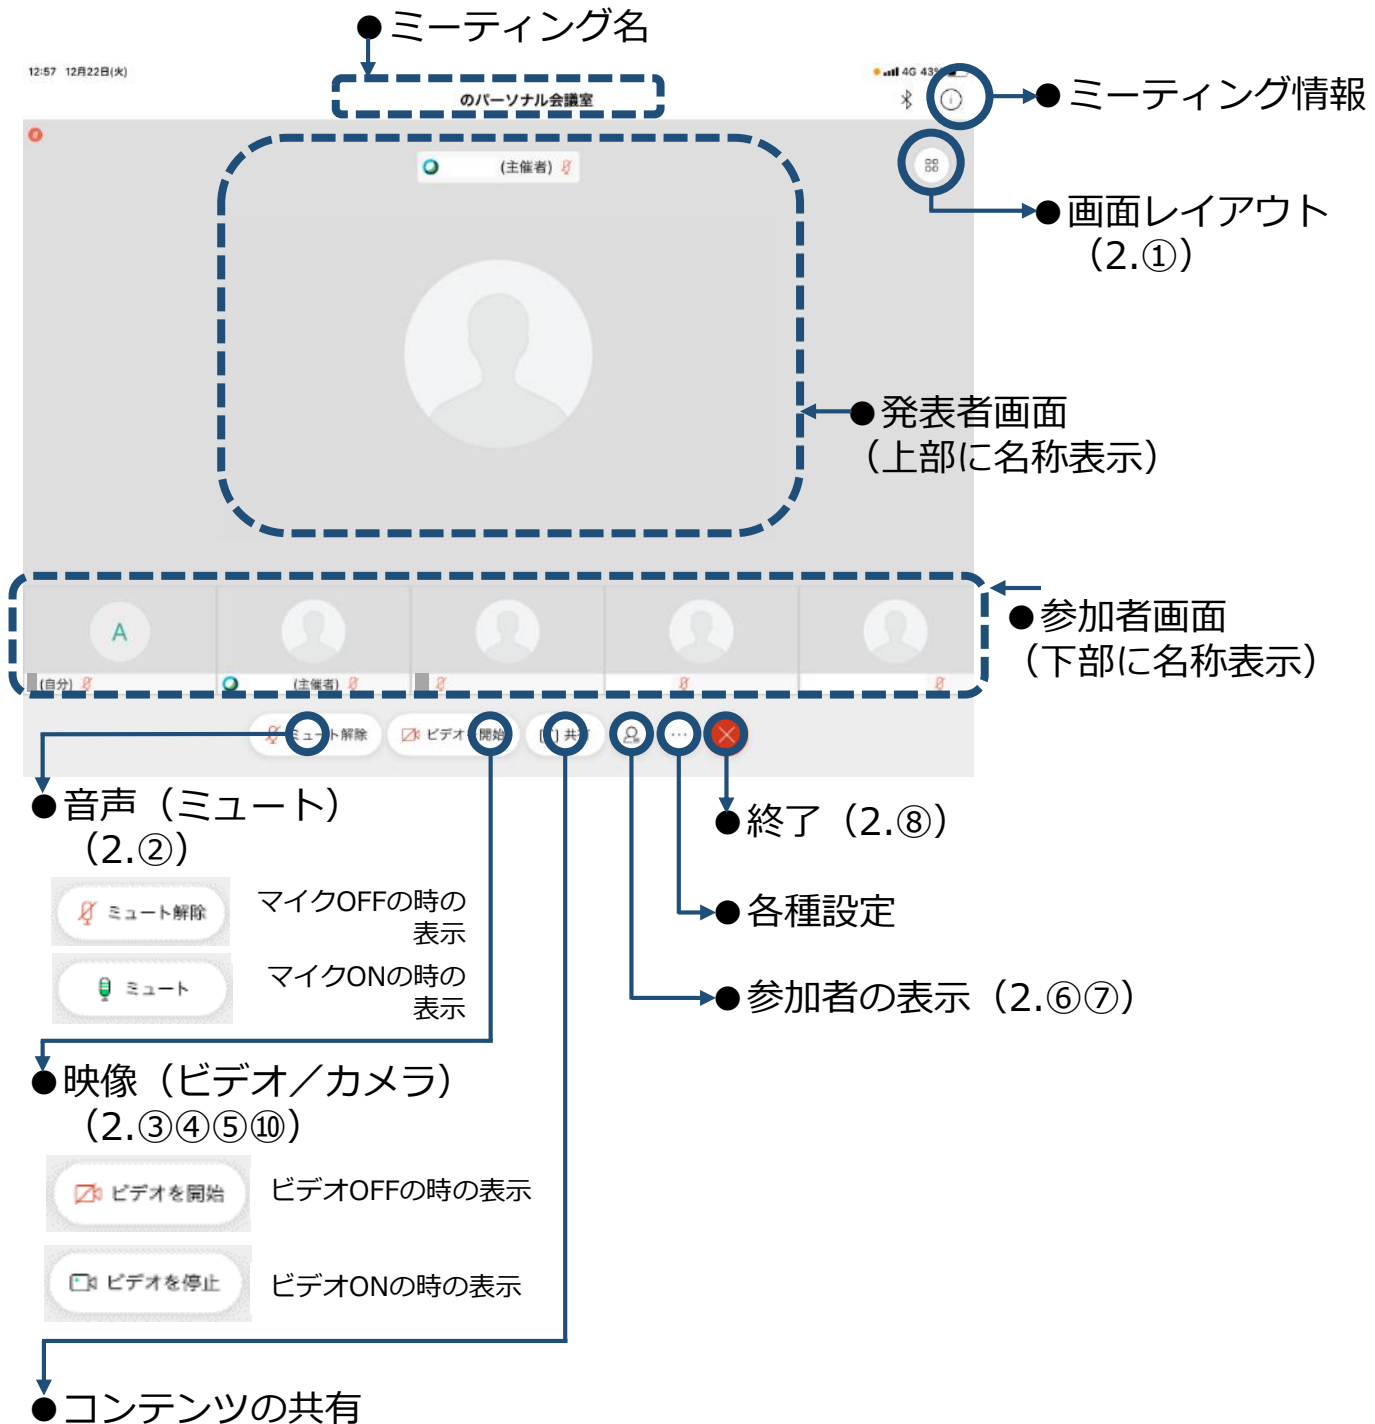 ●ミーティング名
12:57 12月22日(火)
4G 43%
のパーソナル会議室
●ミーティング情報
(主催者)
●画面レイアウト
（2.①）
●発表者画面
（上部に名称表示）
A
●参加者画面
（下部に名称表示）
(自分)
(主催者)
ミュート解除
ビデオを開始
共有
●音声（ミュート）
（2.②）
●終了（2.⑧）
ミュート解除
マイクOFFの時の
表示
●各種設定
ミュート
マイクONの時の
表示
●参加者の表示（2.⑥⑦）
●映像（ビデオ／カメラ）
（2.③④⑤⑩）
ビデオを開始
ビデオOFFの時の表示
ビデオを停止
ビデオONの時の表示
●コンテンツの共有